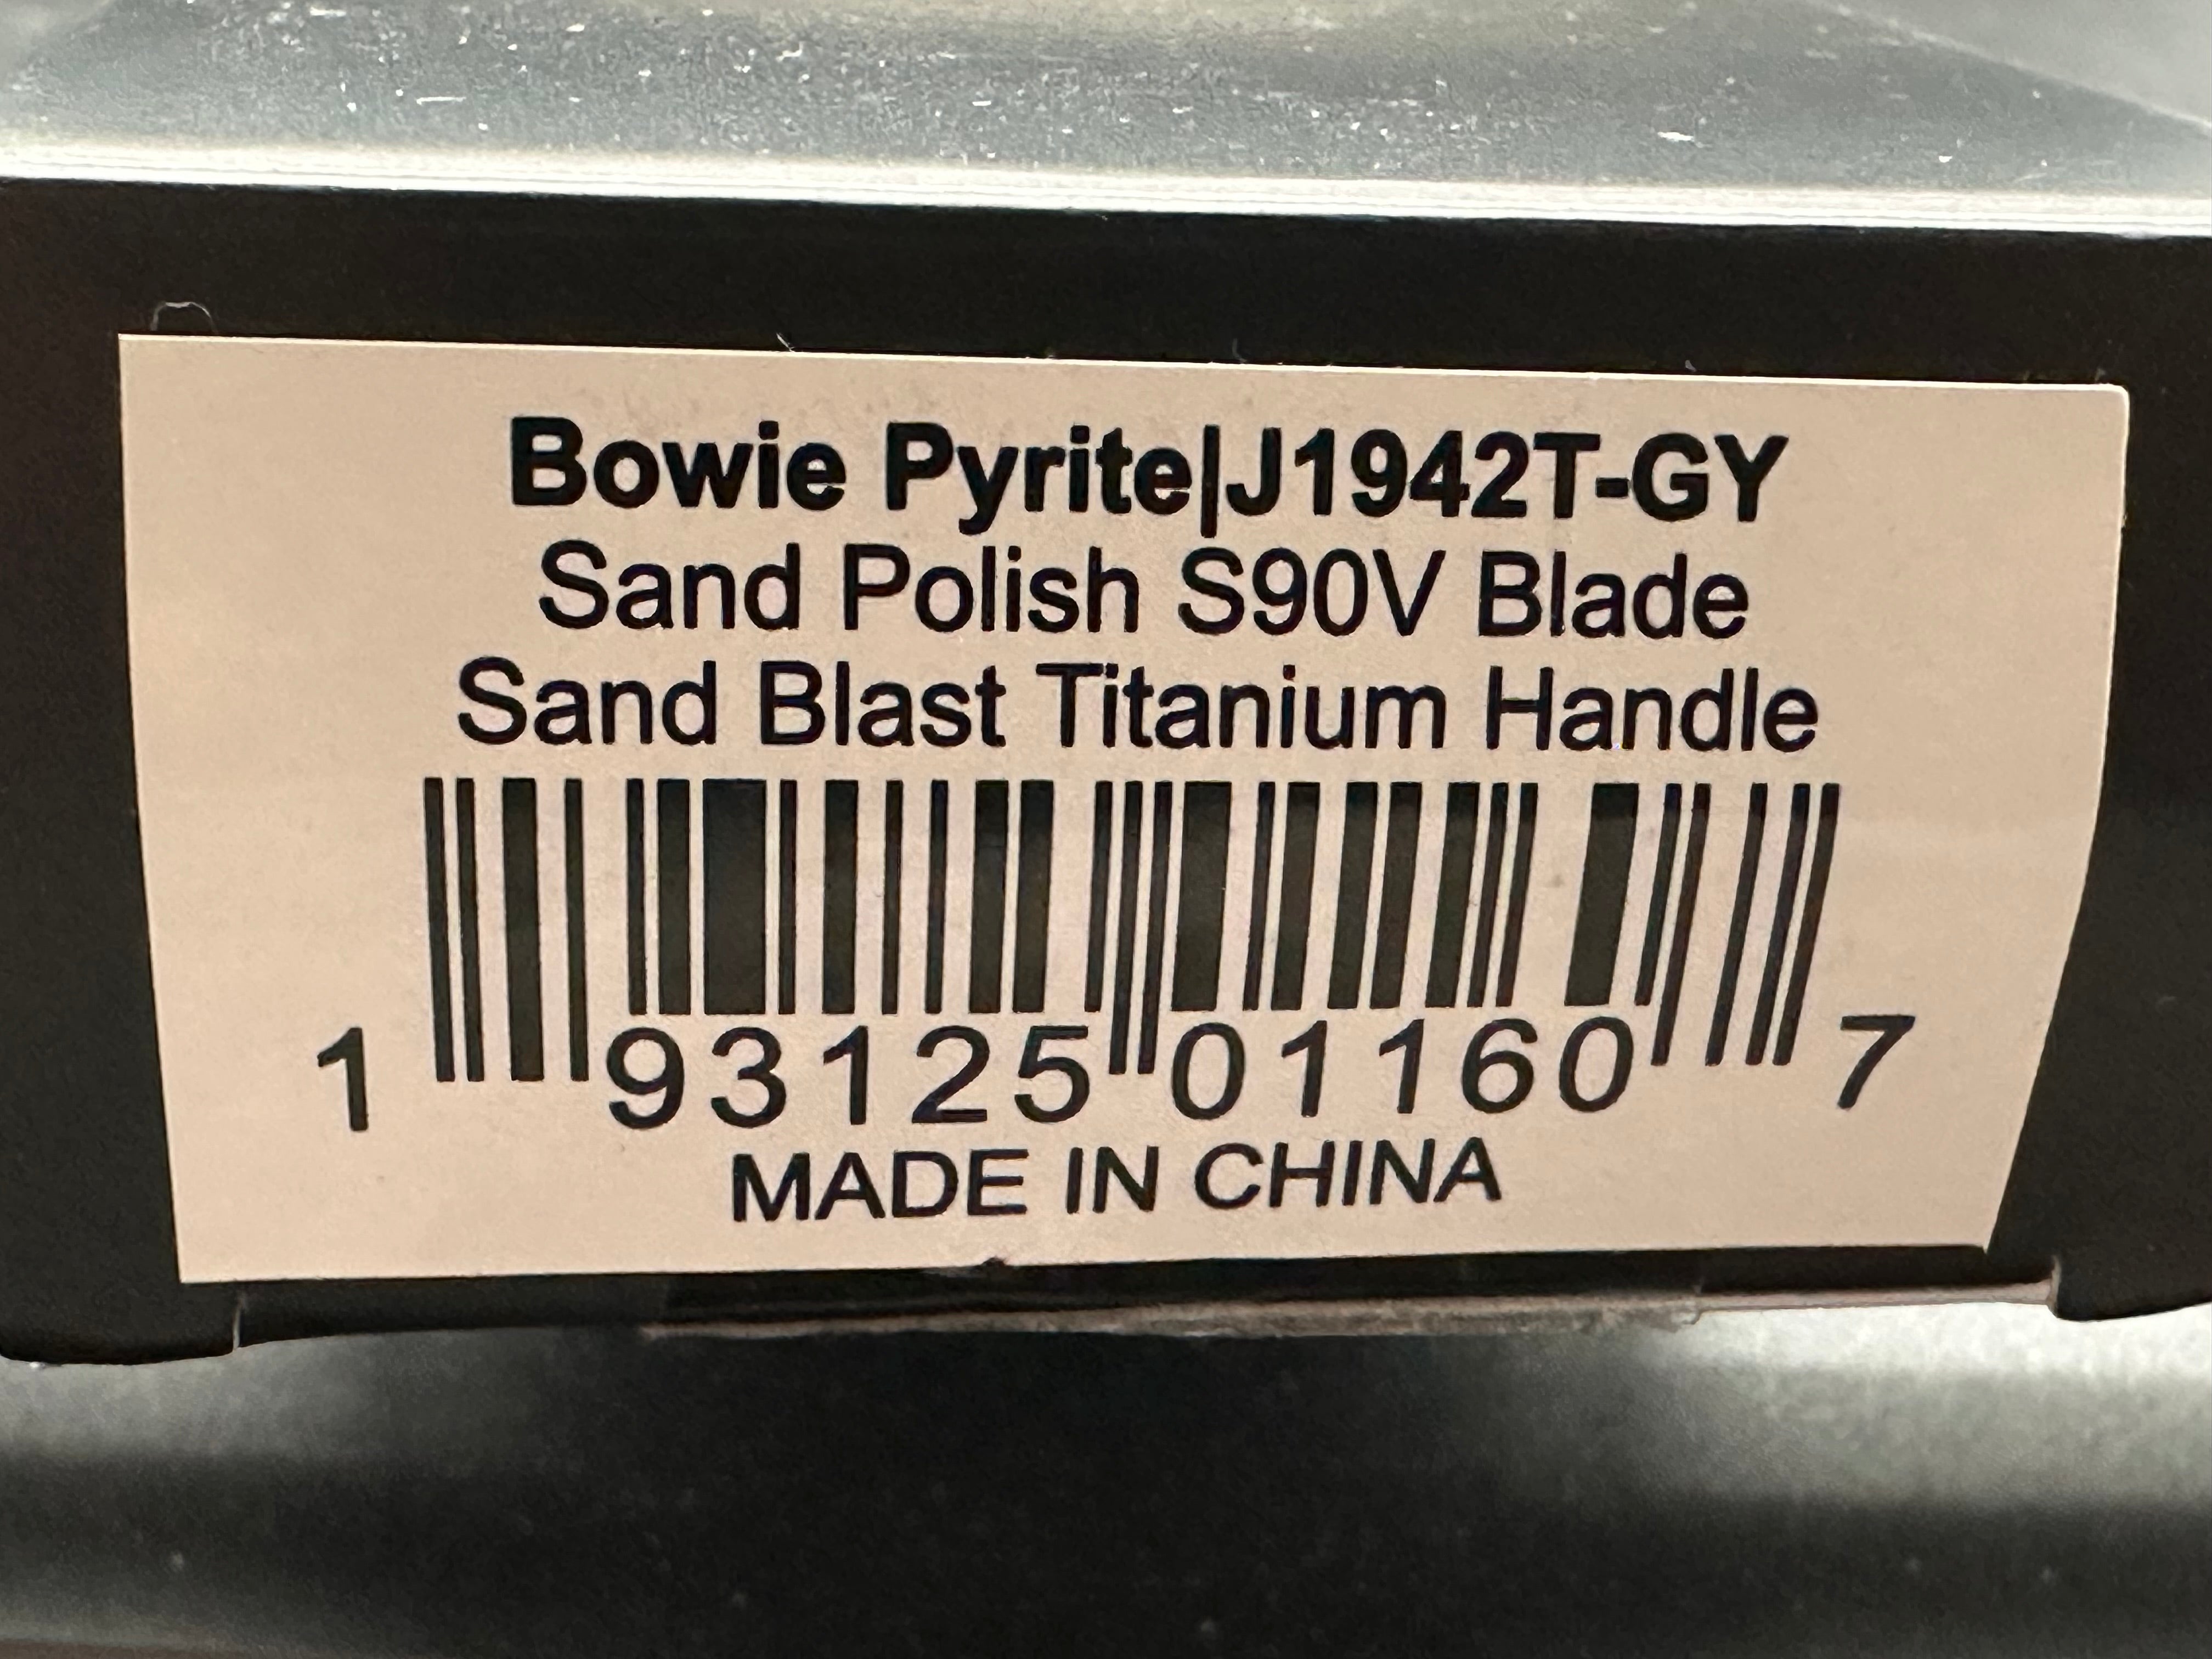 Bowie Pyrite|J1942T-GY
Sand Polish S90V Blade
Sand Blast Titanium Handle
1 93125 01160 7
MADE IN CHINA